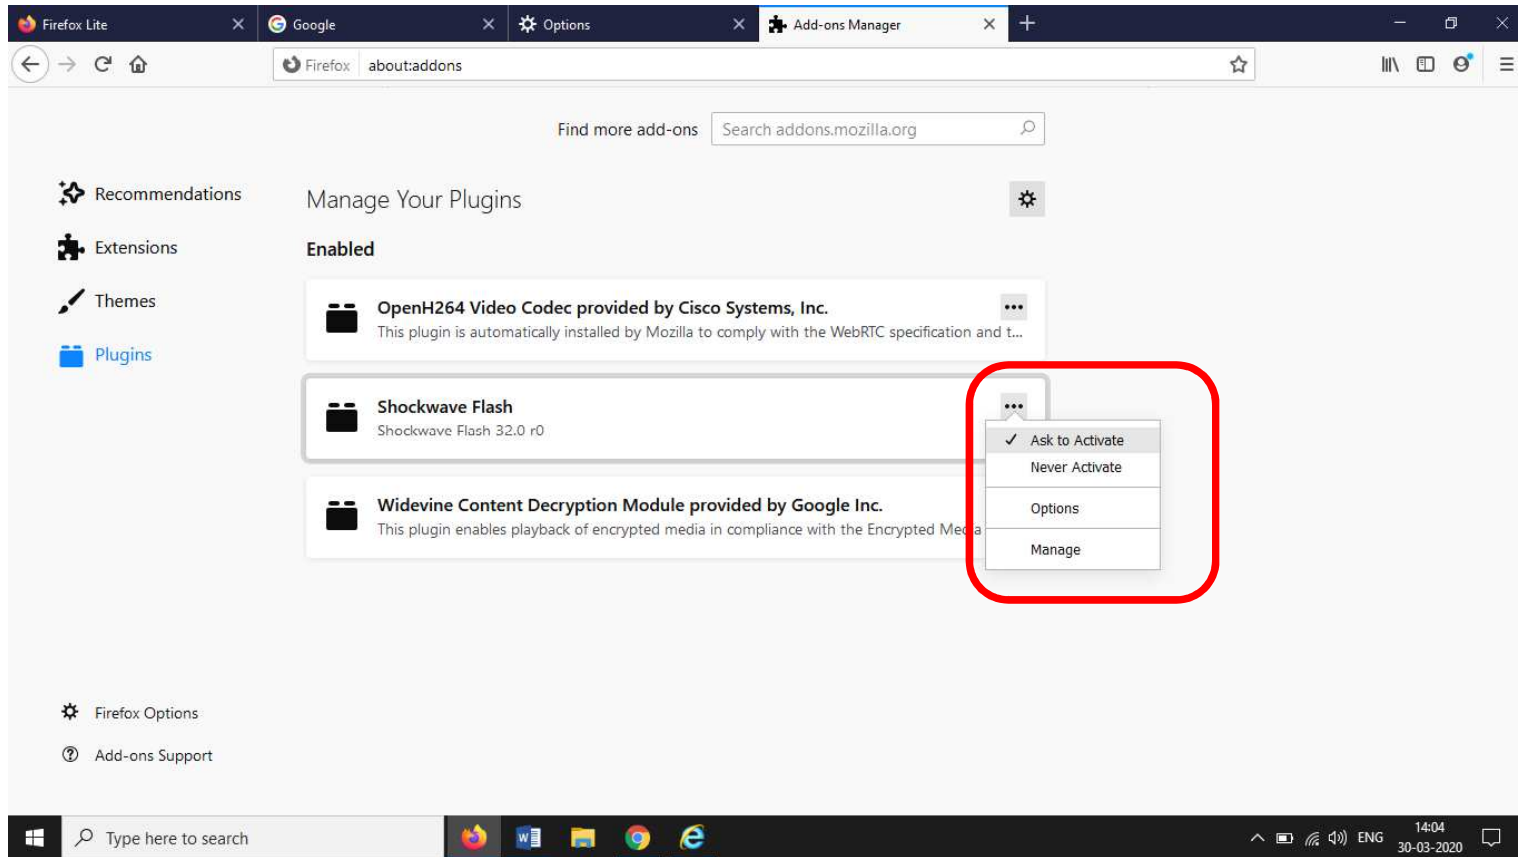 Firefox Lite
Google
Options
Add-ons Manager
Firefox about:addons
Find more add-ons Search addons.mozilla.org
Recommendations
Extensions
Themes
Plugins
Manage Your Plugins
Enabled
OpenH264 Video Codec provided by Cisco Systems, Inc.
This plugin is automatically installed by Mozilla to comply with the WebRTC specification and t...
Shockwave Flash
Shockwave Flash 32.0 r0
Widevine Content Decryption Module provided by Google Inc.
This plugin enables playback of encrypted media in compliance with the Encrypted Media
Ask to Activate
Never Activate
Options
Manage
Firefox Options
Add-ons Support
Type here to search
ENG
14:04
30-03-2020